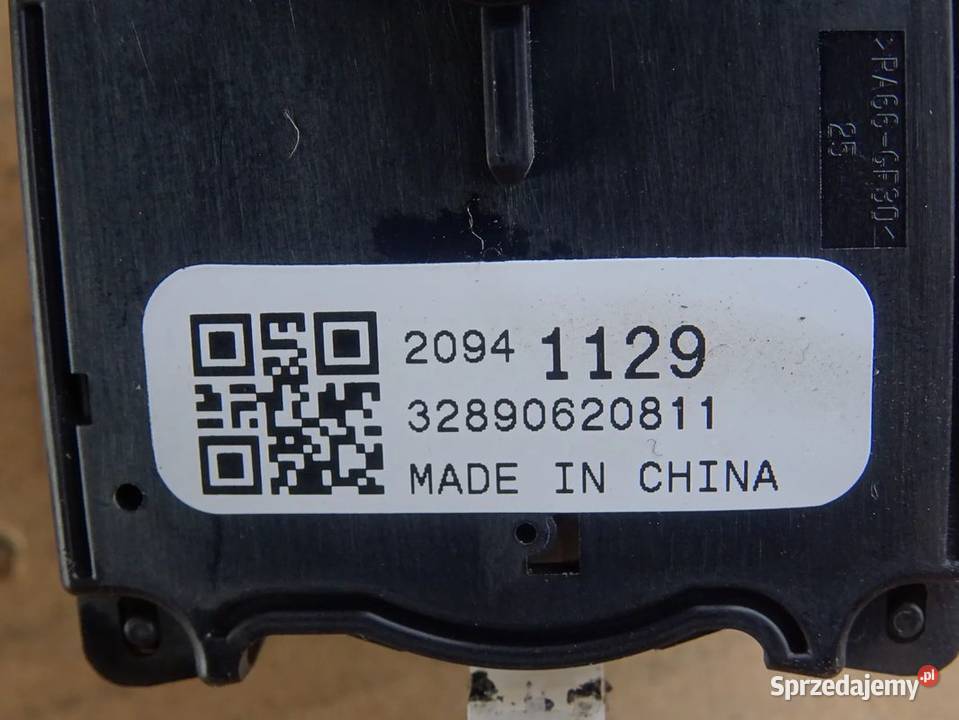 >PA66-GF30<
25
2094 1129
32890620811
MADE IN CHINA
Sprzedajemy.pl